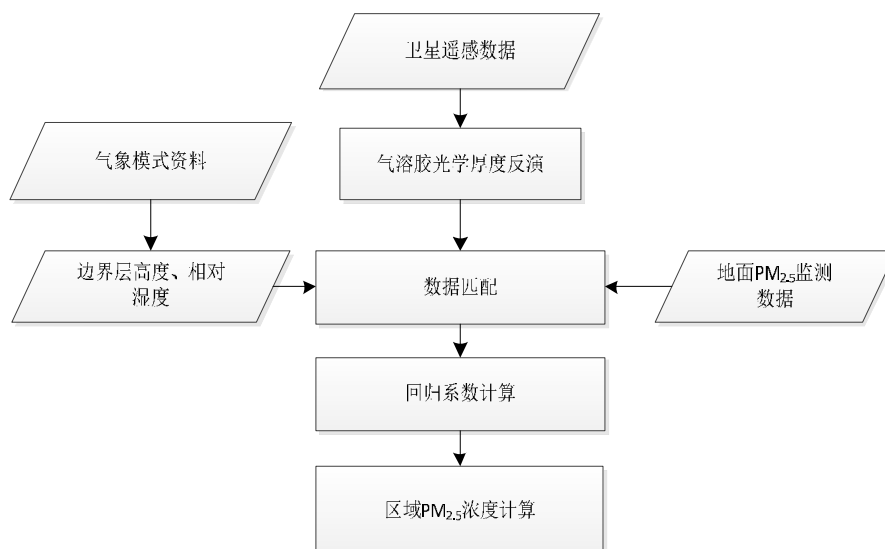 卫星遥感数据
气象模式资料
气溶胶光学厚度反演
边界层高度、相对
湿度
数据匹配
地面PM₂.₅监测
数据
回归系数计算
区域PM₂.₅浓度计算